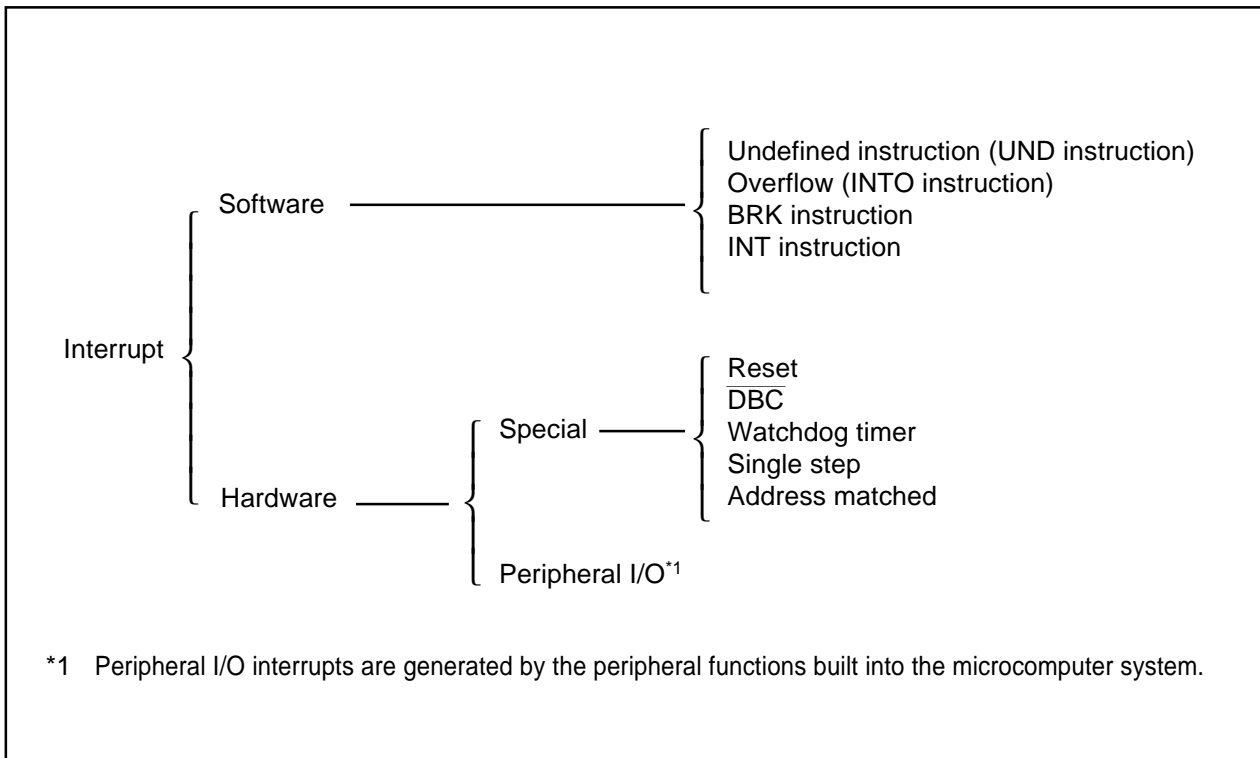 Interrupt
Software
Undefined instruction (UND instruction)
Overflow (INTO instruction)
BRK instruction
INT instruction
Hardware
Special
Reset
D̅B̅C̅
Watchdog timer
Single step
Address matched
Peripheral I/O*1
*1 Peripheral I/O interrupts are generated by the peripheral functions built into the microcomputer system.